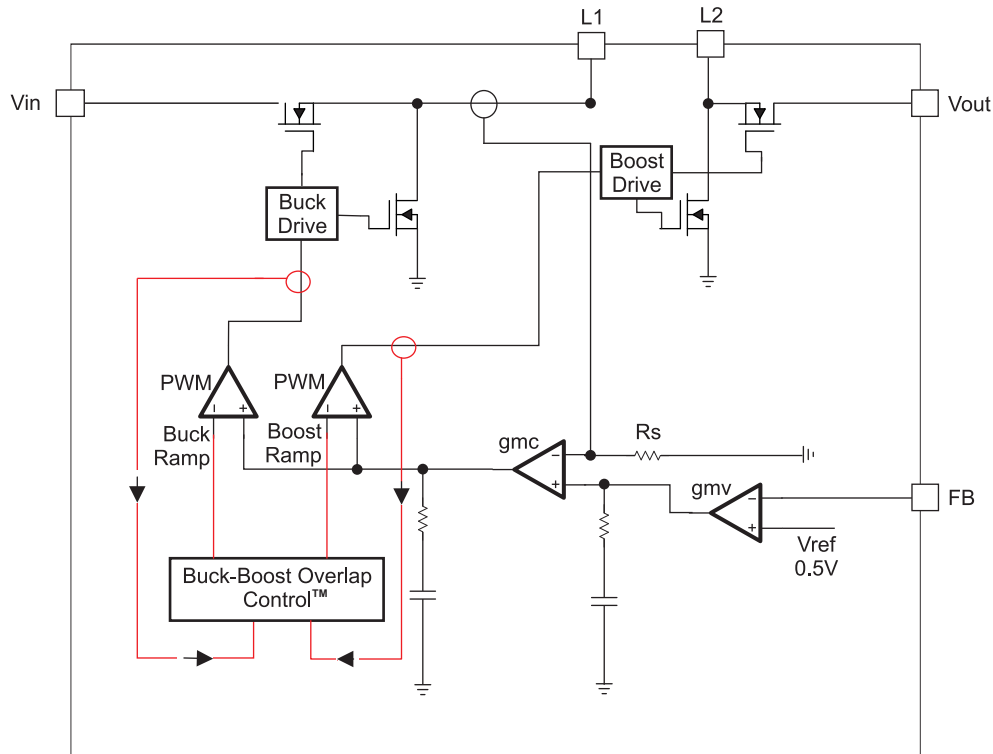 L1
L2
Vin
Vout
Boost
Drive
Buck
Drive
PWM
PWM
Buck
Ramp
Boost
Ramp
gmc
Rs
gmv
FB
Vref
0.5V
Buck-Boost Overlap
Control™